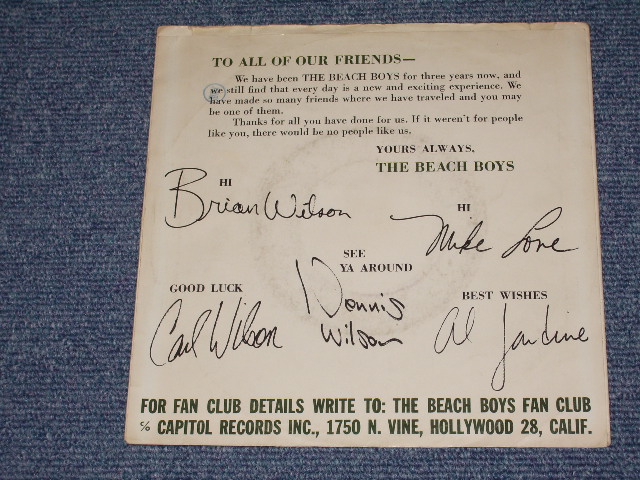 TO ALL OF OUR FRIENDS—
We have been THE BEACH BOYS for three years now, and
we still find that every day is a new and exciting experience. We
have made so many friends where we have traveled and you may
be one of them.
Thanks for all you have done for us. If it weren't for people
like you, there would be no people like us.
YOURS ALWAYS,
THE BEACH BOYS
HI
Brian Wilson
HI
Mike Love
SEE
YA AROUND
Dennis
Wilson
GOOD LUCK
Carl Wilson
BEST WISHES
Al Jardine
FOR FAN CLUB DETAILS WRITE TO: THE BEACH BOYS FAN CLUB
c/o CAPITOL RECORDS INC., 1750 N. VINE, HOLLYWOOD 28, CALIF.